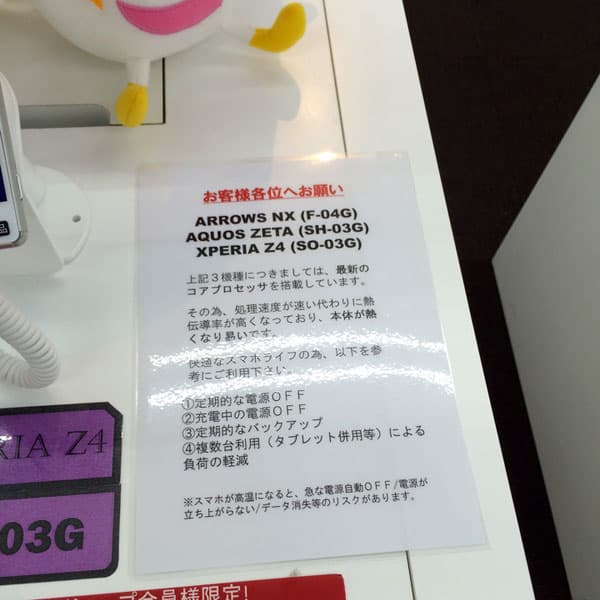 お客様各位へお願い
ARROWS NX (F-04G)
AQUOS ZETA (SH-03G)
XPERIA Z4 (SO-03G)
上記３機種につきましては、最新の
コアプロセッサを搭載しています。
その為、処理速度が速い代わりに熱
伝導率が高くなっており、本体が熱
くなり易いです。
快適なスマホライフの為、以下を参
考にご利用下さい。
①定期的な電源ＯＦＦ
②充電中の電源ＯＦＦ
③定期的なバックアップ
④複数台利用（タブレット併用等）による
負荷の軽減
※スマホが高温になると、急な電源自動ＯＦＦ/電源が
立ち上がらない/データ消失等のリスクがあります。
品
RIA Z4
03G
プ会員様限定!